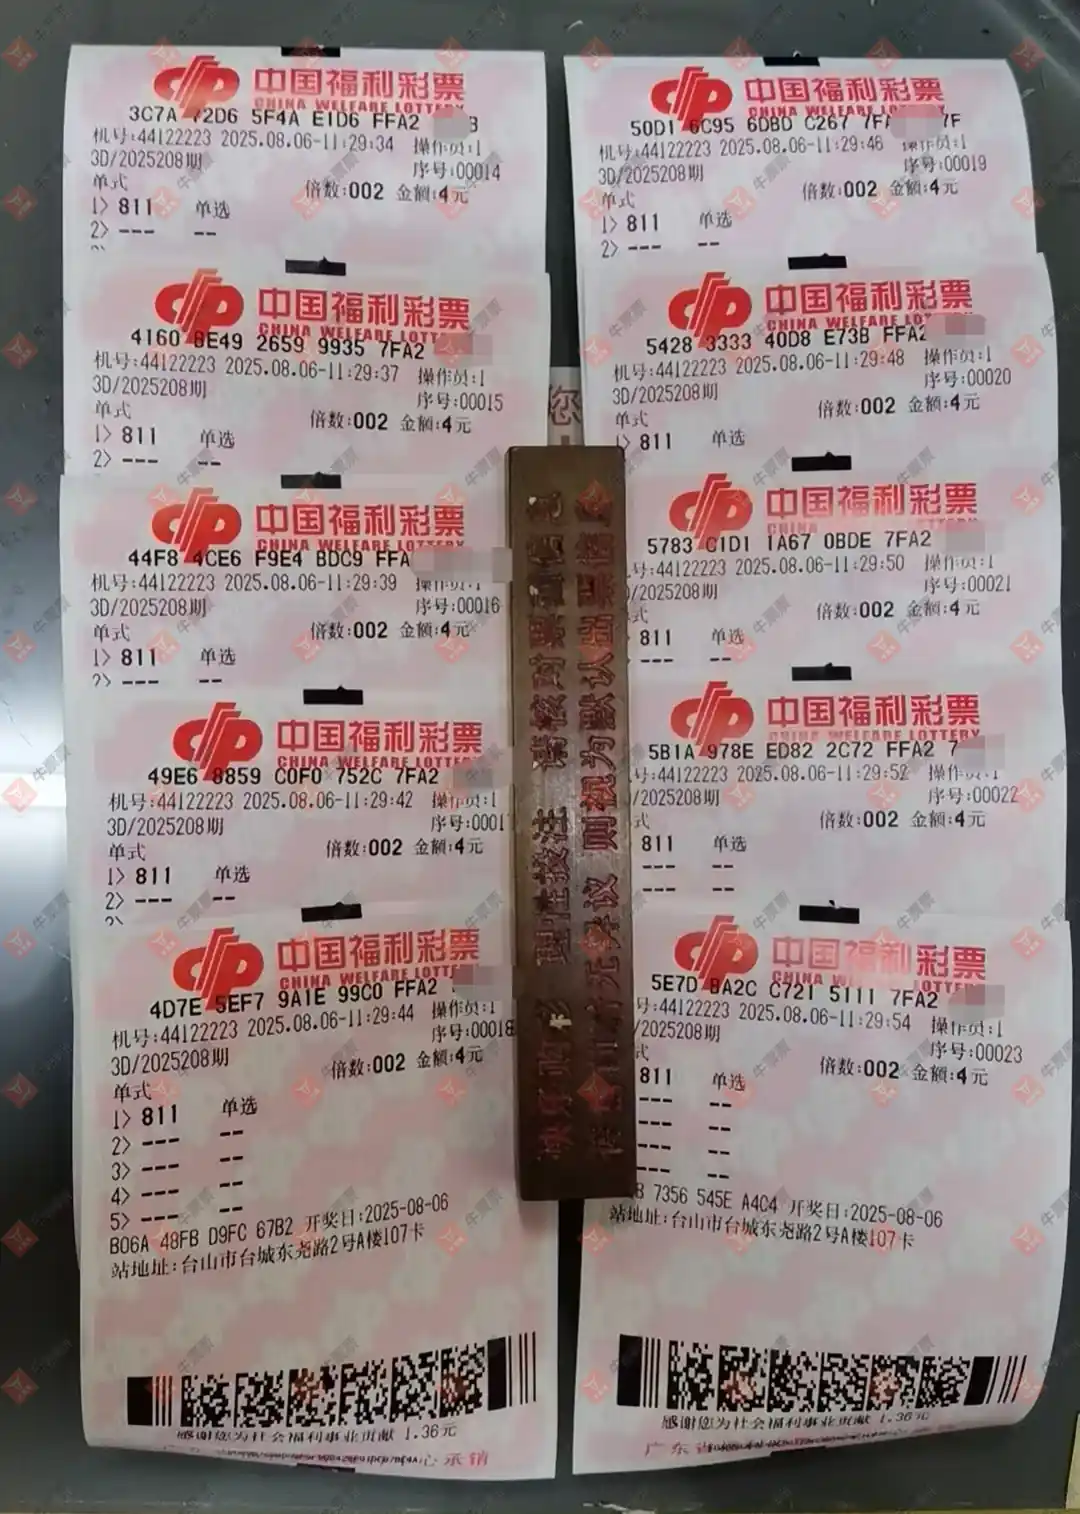 中国福利彩票
CHINA WELFARE LOTTERY
3C7A 42D6 5F4A E1D6 FFA2 B
机号:44122223 2025.08.06-11:29:34 操作员:1
3D/2025208期 序号:00014
单式 倍数:002 金额:4元
1> 811 单选
2> --- --
中国福利彩票
CHINA WELFARE LOTTERY
4160 BE49 2659 9935 7FA2
机号:44122223 2025.08.06-11:29:37 操作员:1
3D/2025208期 序号:00015
单式 倍数:002 金额:4元
1> 811 单选
2> --- --
中国福利彩票
CHINA WELFARE LOTTERY
44F8 4CE6 F9E4 BDC9 FFA
机号:44122223 2025.08.06-11:29:39 操作员:1
3D/2025208期 序号:00016
单式 倍数:002 金额:4元
1> 811 单选
2> --- --
中国福利彩票
CHINA WELFARE LOTTERY
49E6 8859 C0F0 752C 7FA2
机号:44122223 2025.08.06-11:29:42 操作员:1
3D/2025208期 序号:0001
单式 倍数:002 金额:4元
1> 811 单选
2> --- --
中国福利彩票
CHINA WELFARE LOTTE
4D7E 5EF7 9A1E 99C0 FFA2
机号:44122223 2025.08.06-11:29:44 操作员:1
3D/2025208期 序号:00018
单式 倍数:002 金额:4元
1> 811 单选
2> --- --
3> --- --
4> --- --
5> --- --
B06A 48FB D9FC 67B2 开奖日:2025-08-06
站地址:台山市台城东尧路2号A楼107卡
感谢您为社会福利事业贡献 1.36元
心承销
中国福利彩票
CHINA WELFARE LOTTERY
50D1 6C95 6DBD C267 7FA 7F
机号:44122223 2025.08.06-11:29:46 操作员:1
3D/2025208期 序号:00019
单式 倍数:002 金额:4元
1> 811 单选
2> --- --
中国福利彩票
CHINA WELFARE LOTTERY
5428 3333 40D8 E73B FFA2
机号:44122223 2025.08.06-11:29:48 操作员:1
3D/2025208期 序号:00020
单式 倍数:002 金额:4元
1> 811 单选
中国福利彩票
CHINA WELFARE LOTTERY
5783 C1D1 1A67 0BDE 7FA2
号:44122223 2025.08.06-11:29:50 操作员:1
/2025208期 序号:00021
式 倍数:002 金额:4元
811 单选
--- --
中国福利彩票
CHINA WELFARE LOTTERY
5B1A 978E ED82 2C72 FFA2 7
号:44122223 2025.08.06-11:29:52 操作员:1
/2025208期 序号:00022
式 倍数:002 金额:4元
811 单选
--- --
--- --
中国福利彩票
CHINA WELFARE LOTTERY
5E7D BA2C C721 5111 7FA2
机号:44122223 2025.08.06-11:29:54 操作员:1
/2025208期 序号:00023
式 倍数:002 金额:4元
811 单选
--- --
--- --
--- --
--- --
B 7356 545E A4C4 开奖日:2025-08-06
站地址:台山市台城东尧路2号A楼107卡
感谢您为社会福利事业贡献 1.36元
广东省
您
快乐购彩 理性投注 请核对票面信息
则视为默认出票信息
牛票票